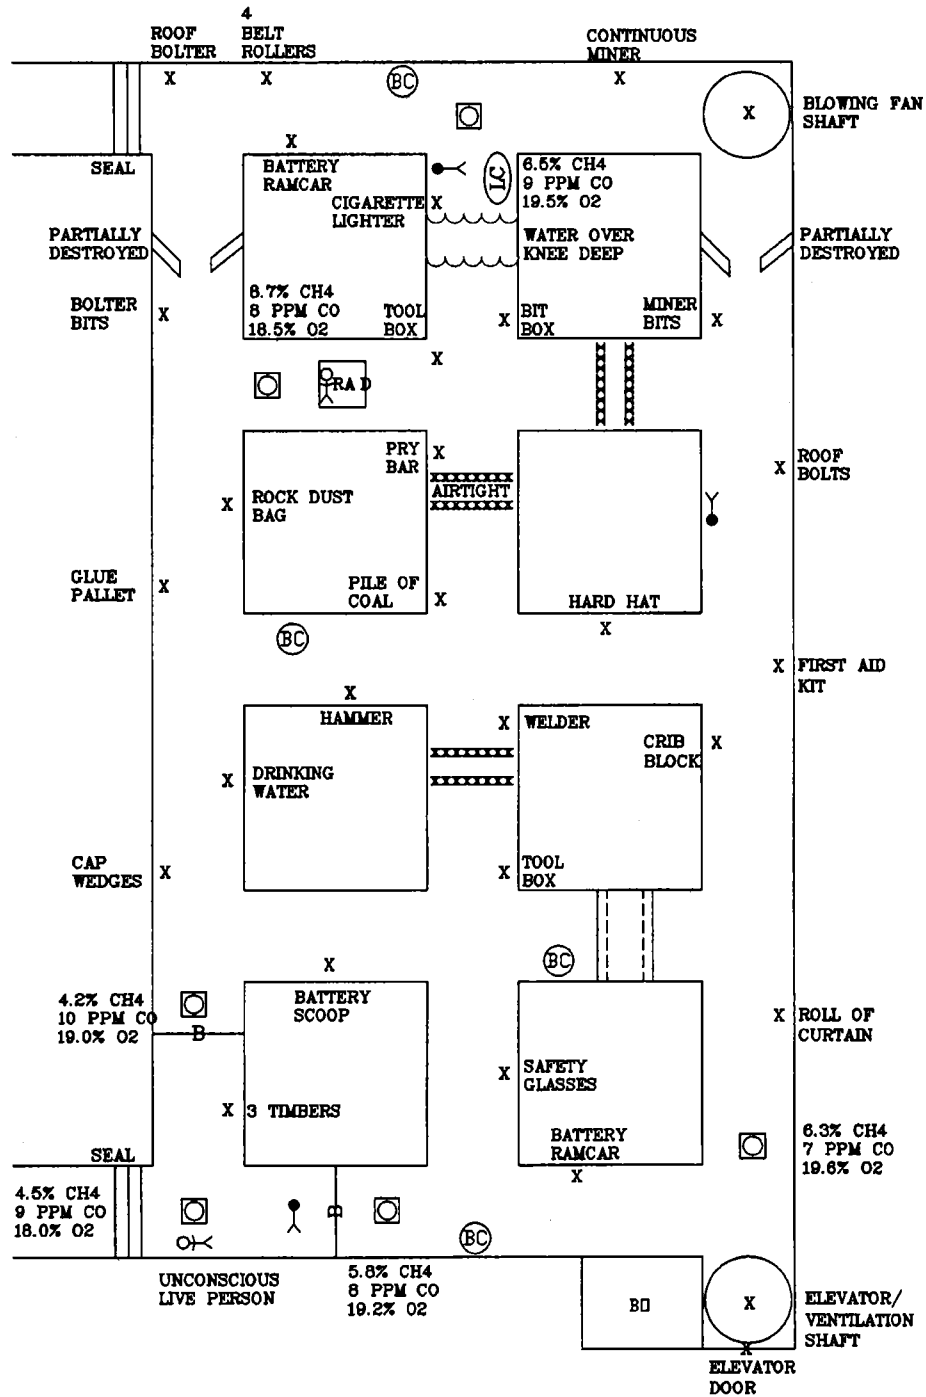 4
ROOF
BOLTER
BELT
ROLLERS
CONTINUOUS
MINER
X
X
BC
X
X
BLOWING FAN
SHAFT
X
SEAL
BATTERY
RAMCAR
LC
6.5% CH4
9 PPM CO
19.5% O2
CIGARETTE X
LIGHTER
PARTIALLY
DESTROYED
WATER OVER
KNEE DEEP
PARTIALLY
DESTROYED
8.7% CH4
8 PPM CO
18.5% O2
TOOL
BOX
BOLTER
BITS
X
X
BIT
BOX
MINER
BITS
X
X
RAD
PRY
BAR
X
AIRTIGHT
X
ROOF
BOLTS
X
ROCK DUST
BAG
GLUE
PALLET
X
PILE OF
COAL
X
HARD HAT
X
BC
X
FIRST AID
KIT
X
HAMMER
X
WELDER
CRIB
BLOCK
X
X
DRINKING
WATER
CAP
WEDGES
X
X
TOOL
BOX
BC
X
BATTERY
SCOOP
4.2% CH4
10 PPM CO
19.0% O2
B
X
ROLL OF
CURTAIN
X
SAFETY
GLASSES
X
3 TIMBERS
BATTERY
RAMCAR
X
6.3% CH4
7 PPM CO
19.6% O2
SEAL
4.5% CH4
9 PPM CO
18.0% O2
B
BC
UNCONSCIOUS
LIVE PERSON
5.8% CH4
8 PPM CO
19.2% O2
BO
X
ELEVATOR/
VENTILATION
SHAFT
X
ELEVATOR
DOOR